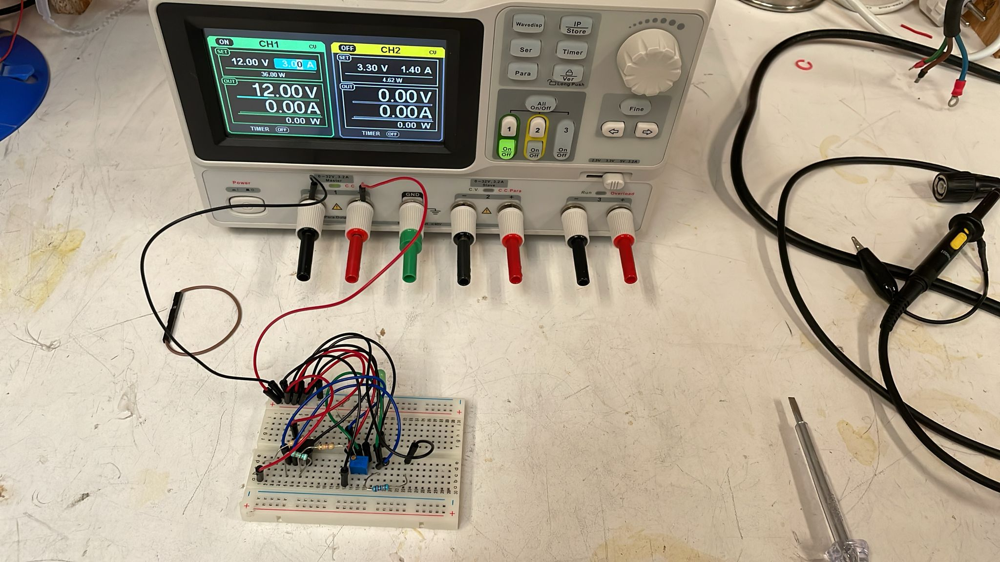 ON CH1 CV
SET
12.00 V 3.00 A
36.00 W
OUT
12.00 V
0.00 A
0.00 W
TIMER OFF
OFF CH2 CV
SET
3.30 V 1.40 A
4.62 W
OUT
0.00 V
0.00 A
0.00 W
TIMER OFF
Wavedisp
IP
Store
Ser
Timer
Para
Ver
Long Push
All
On/Off
1
2
3
On
Off
On
Off
On
Off
Fine
2.5V 3.3V 5V 3.2A
Power
0-32V, 3.2A
Master
C.C
1
GND
0-32V, 3.2A
Slave
C.V. C.C.Para
- 2 +
Run Overload
- 3 +